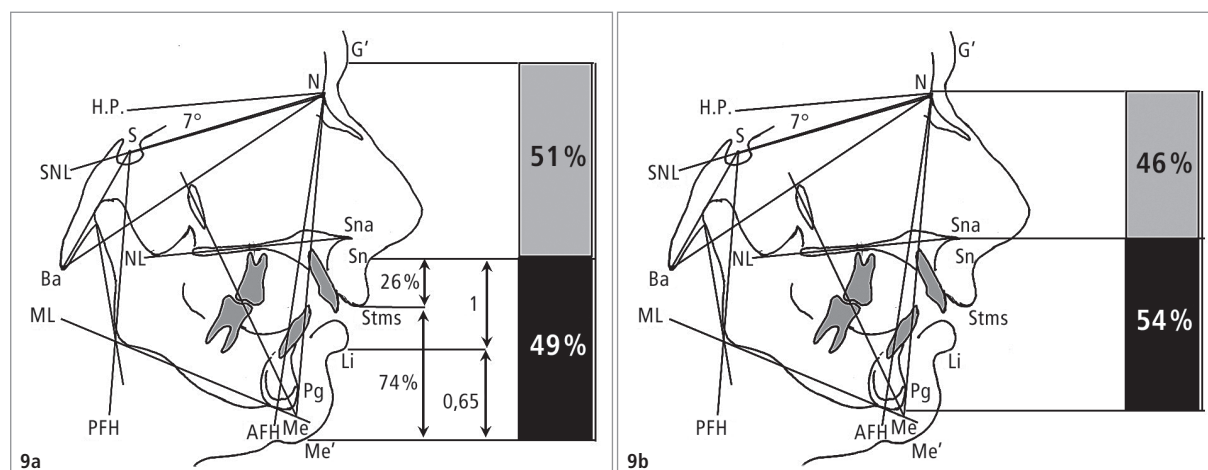 G’
N
H.P.
S
7°
SNL
51%
Sna
Sn
NL
Ba
26%
1
ML
Stms
49%
Li
74%
Pg
0,65
PFH
AFH
Me
Me’
9a
N
H.P.
S
7°
SNL
46%
Sna
Sn
NL
Ba
ML
Stms
54%
Li
Pg
PFH
AFH
Me
Me’
9b